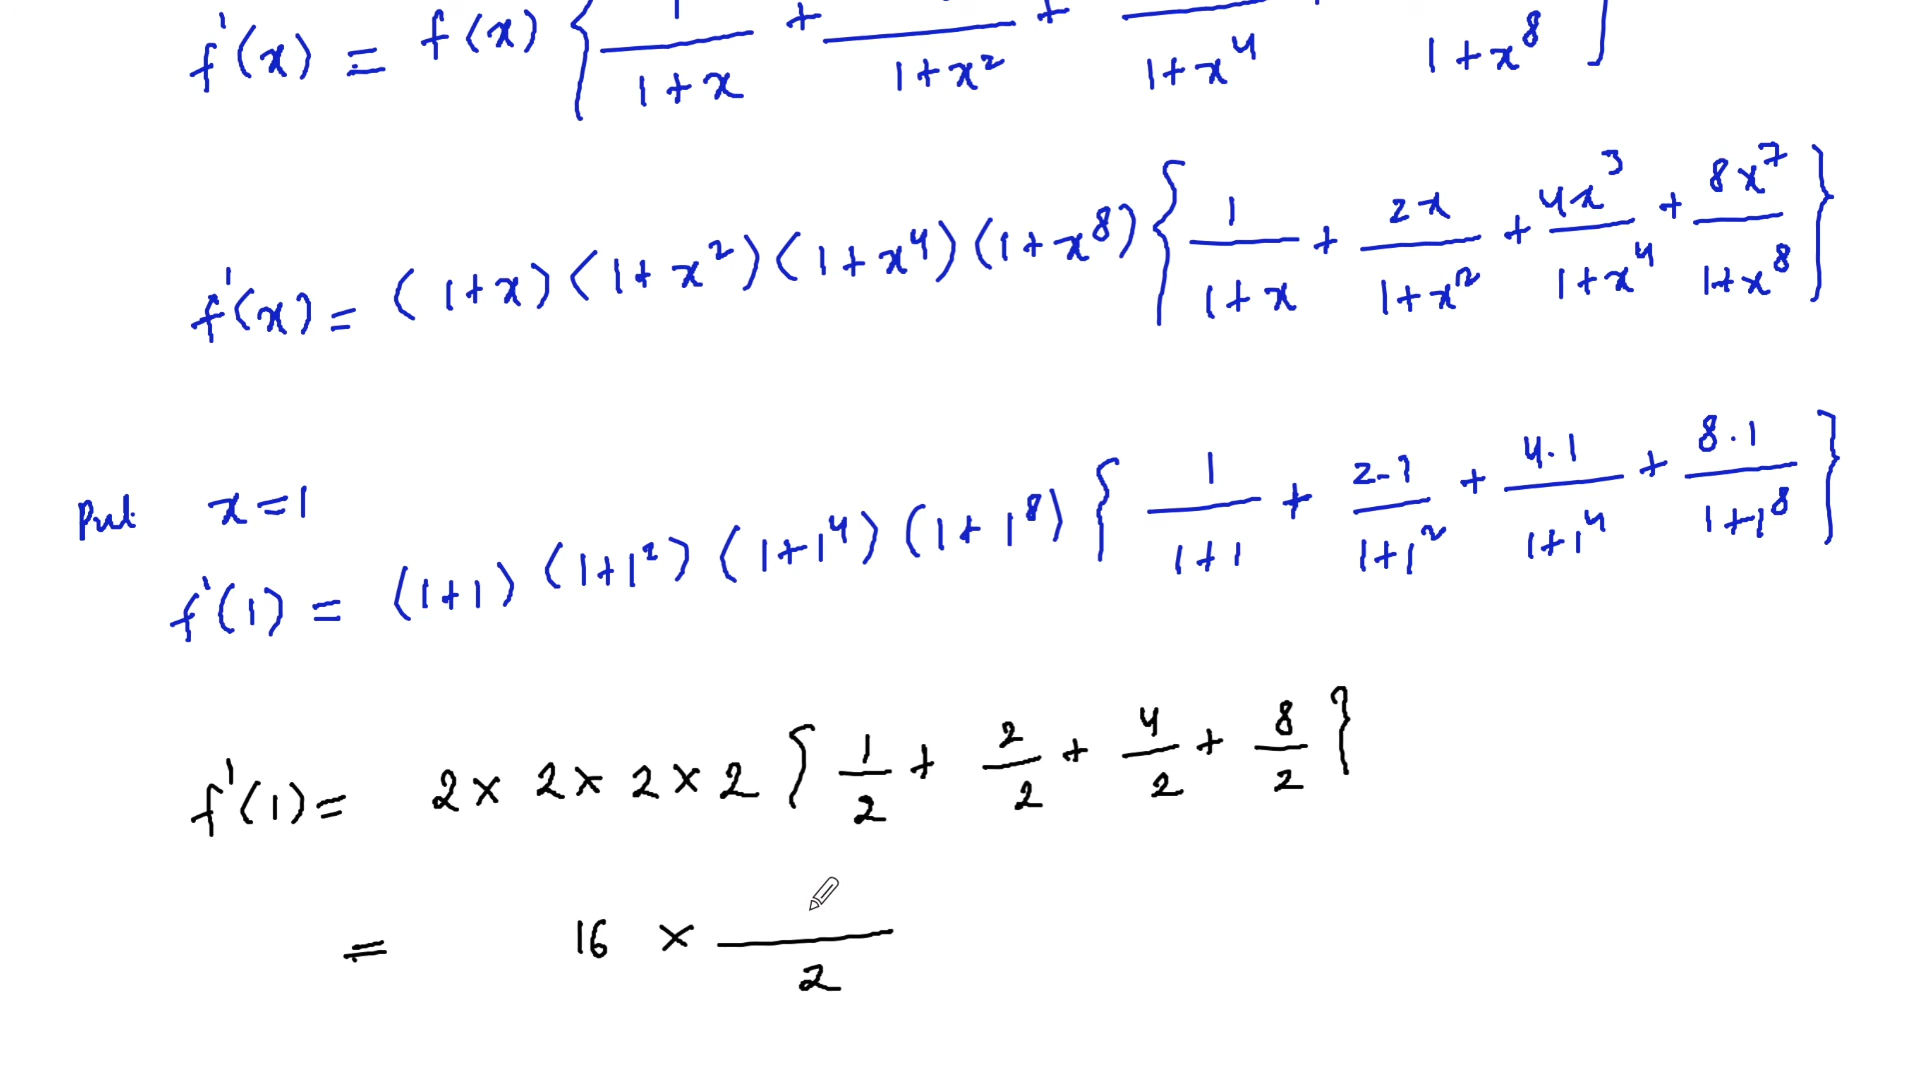 f'(x) = f(x) { 1/(1+x) + /(1+x²) + /(1+x⁴) 1+x⁸ }
f'(x) = (1+x)(1+x²)(1+x⁴)(1+x⁸) { 1/(1+x) + 2x/(1+x²) + 4x³/(1+x⁴) + 8x⁷/(1+x⁸) }
Put x=1
f'(1) = (1+1)(1+1²)(1+1⁴)(1+1⁸) { 1/(1+1) + 2·1/(1+1²) + 4·1/(1+1⁴) + 8·1/(1+1⁸) }
f'(1) = 2×2×2×2 { 1/2 + 2/2 + 4/2 + 8/2 }
= 16 × /2